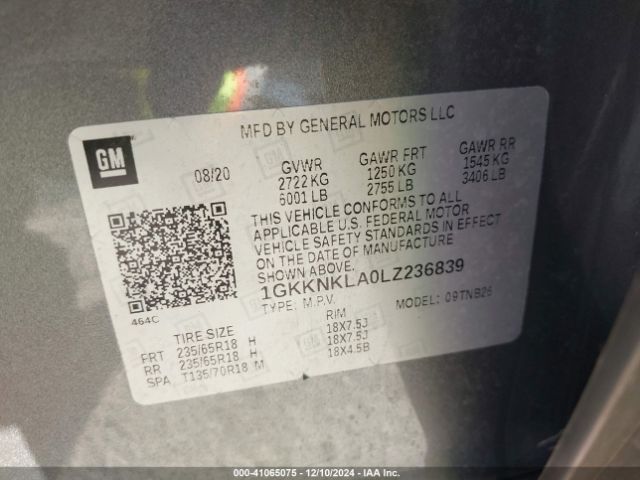 MFD BY GENERAL MOTORS LLC
GM
08/20
GVWR
2722 KG
6001 LB
GAWR FRT
1250 KG
2755 LB
GAWR RR
1545 KG
3406 LB
THIS VEHICLE CONFORMS TO ALL
APPLICABLE U.S. FEDERAL MOTOR
VEHICLE SAFETY STANDARDS IN EFFECT
ON THE DATE OF MANUFACTURE
SHOWN ABOVE.
1GKKNKLA0LZ236839
TYPE: M.P.V. MODEL: 09TNB26
464C
TIRE SIZE RIM
FRT 235/65R18 H 18X7.5J
RR 235/65R18 H 18X7.5J
SPA T135/70R18 M 18X4.5B
000-41065075 - 12/10/2024 - IAA Inc.